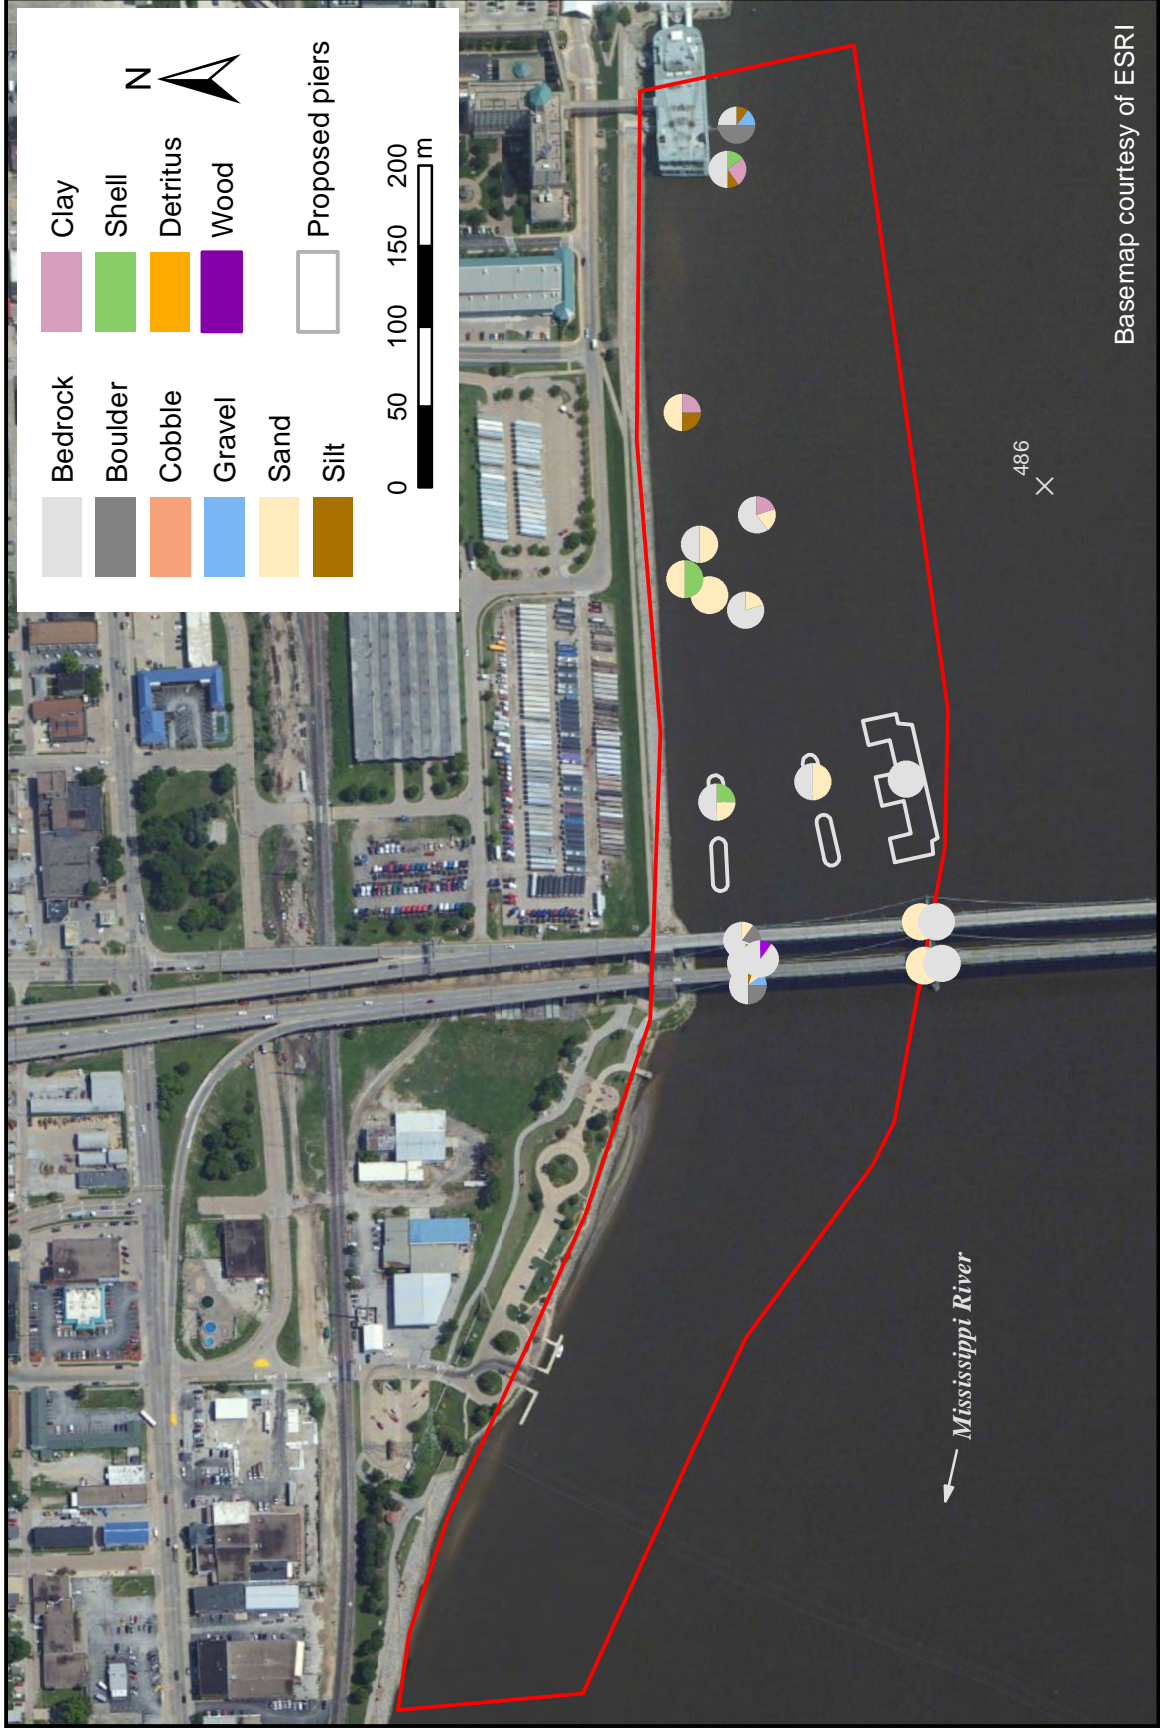 Bedrock
Boulder
Cobble
Gravel
Sand
Silt
Clay
Shell
Detritus
Wood
Proposed piers
N
0 50 100 150 200 m
486
Mississippi River
Basemap courtesy of ESRI